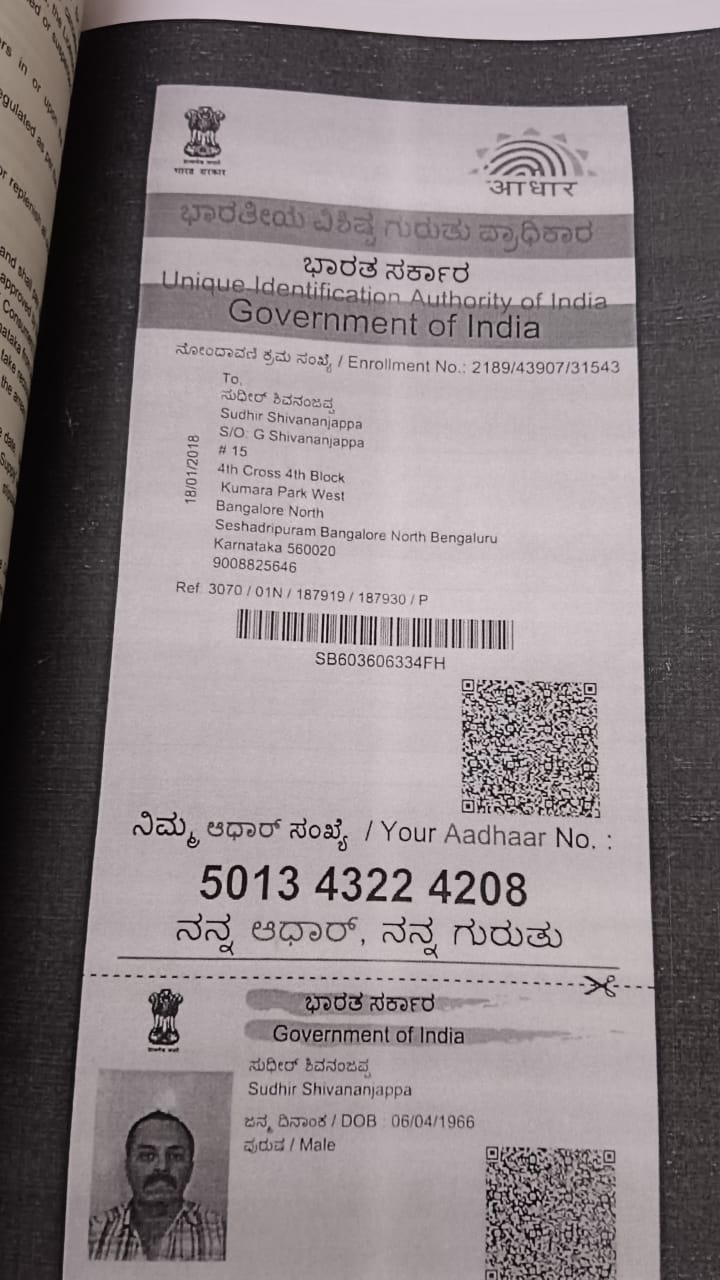 भारत सरकार
आधार
ಭಾರತೀಯ ವಿಶಿಷ್ಟ ಗುರುತು ಪ್ರಾಧಿಕಾರ
ಭಾರತ ಸರ್ಕಾರ
Unique Identification Authority of India
Government of India
ನೋಂದಾವಣೆ ಕ್ರಮ ಸಂಖ್ಯೆ / Enrollment No.: 2189/43907/31543
To,
ಸುಧೀರ್ ಶಿವನಂಜಪ್ಪ
Sudhir Shivananjappa
S/O: G Shivananjappa
# 15
4th Cross 4th Block
Kumara Park West
Bangalore North
Seshadripuram Bangalore North Bengaluru
Karnataka 560020
9008825646
18/01/2018
Ref: 3070 / 01N / 187919 / 187930 / P
SB603606334FH
ನಿಮ್ಮ ಆಧಾರ್ ಸಂಖ್ಯೆ / Your Aadhaar No. :
5013 4322 4208
ನನ್ನ ಆಧಾರ್, ನನ್ನ ಗುರುತು
ಭಾರತ ಸರ್ಕಾರ
Government of India
ಸುಧೀರ್ ಶಿವನಂಜಪ್ಪ
Sudhir Shivananjappa
ಜನ್ಮ ದಿನಾಂಕ / DOB : 06/04/1966
ಪುರುಷ / Male